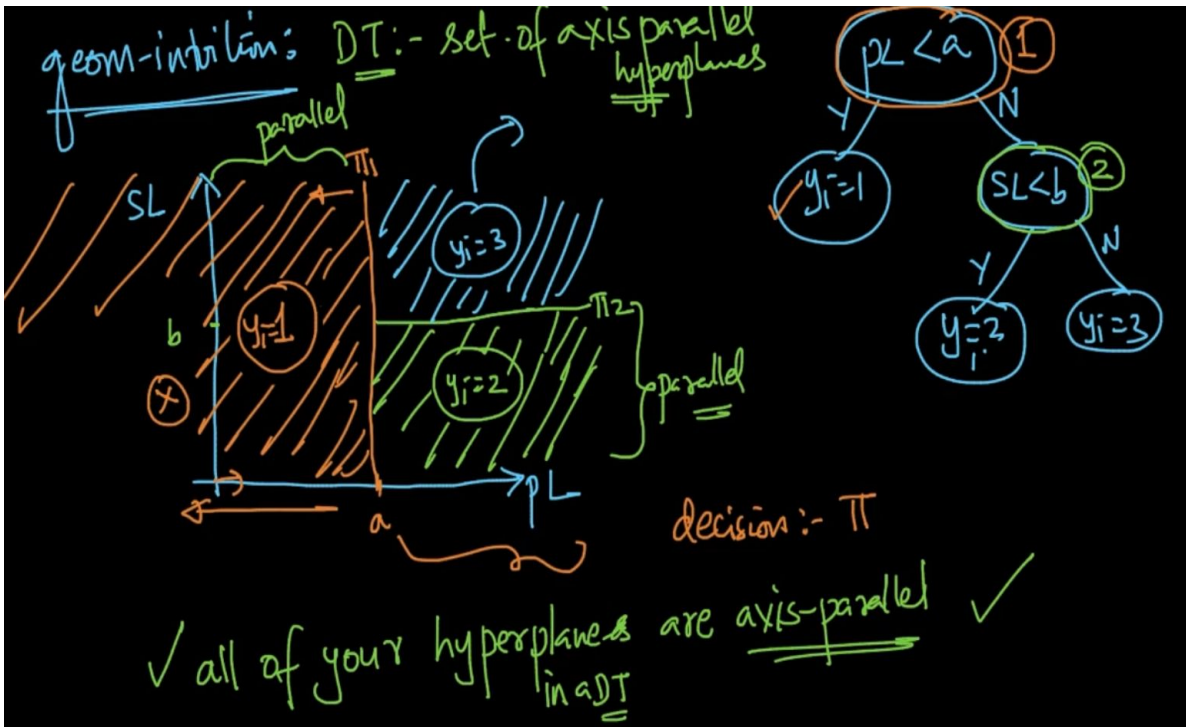 geom-intuition: DT:- set of axis parallel
hyperplanes
PL < a 1
Y N
yi=1
SL<b 2
Y N
yi=2
yi=3
parallel
π1
SL
yi=3
b
yi=1
π2
x
yi=2
parallel
a
PL
decision:- π
✓ all of your hyperplanes are axis-parallel ✓
in a DT